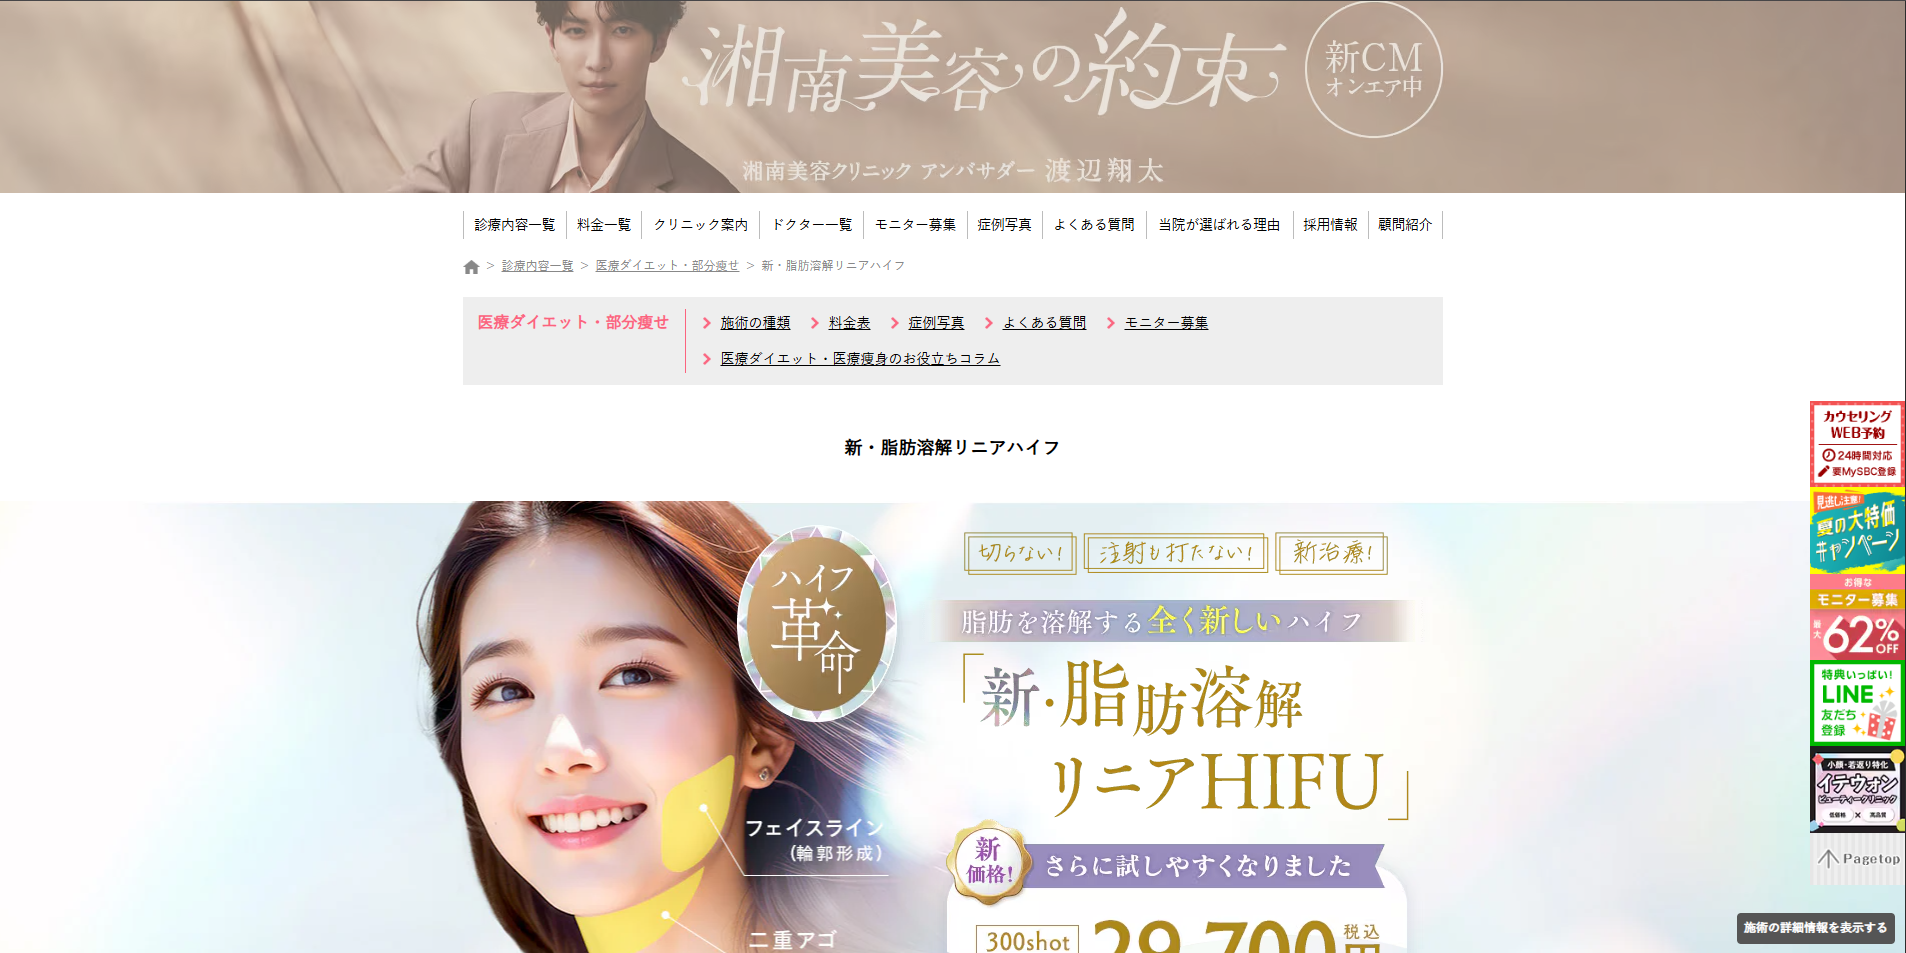 湘南美容の約束
新CM
オンエア中
湘南美容クリニック アンバサダー 渡辺翔太
診療内容一覧 料金一覧 クリニック案内 ドクター一覧 モニター募集 症例写真 よくある質問 当院が選ばれる理由 採用情報 顧問紹介
> 診療内容一覧 > 医療ダイエット・部分痩せ > 新・脂肪溶解リニアハイフ
医療ダイエット・部分痩せ
施術の種類 料金表 症例写真 よくある質問 モニター募集
医療ダイエット・医療痩身のお役立ちコラム
新・脂肪溶解リニアハイフ
ハイフ
革命
切らない! 注射も打たない! 新治療!
脂肪を溶解する全く新しいハイフ
「新・脂肪溶解
リニアHIFU」
フェイスライン
(輪郭形成)
二重アゴ
新
価格!
さらに試しやすくなりました
300shot 29,700円 税込
カウセリング
WEB予約
24時間対応
要MySBC登録
見逃し注意!
夏の大特価
キャンペーン
お得な
モニター募集
最大62%OFF
特典いっぱい!
LINE
友だち
登録
小顔・若返り特化
イテウォン
ビューティークリニック
低価格 × 高品質
Pagetop
施術の詳細情報を表示する